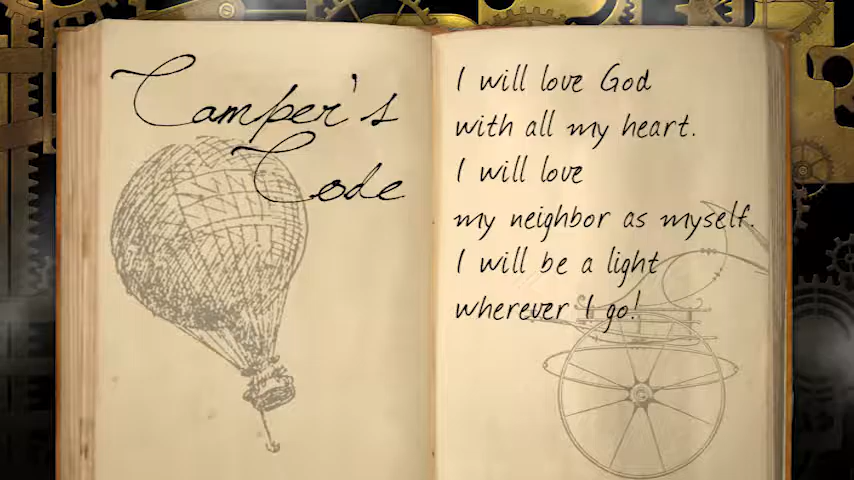 Camper's
Code
I will love God
with all my heart.
I will love
my neighbor as myself.
I will be a light
wherever I go!